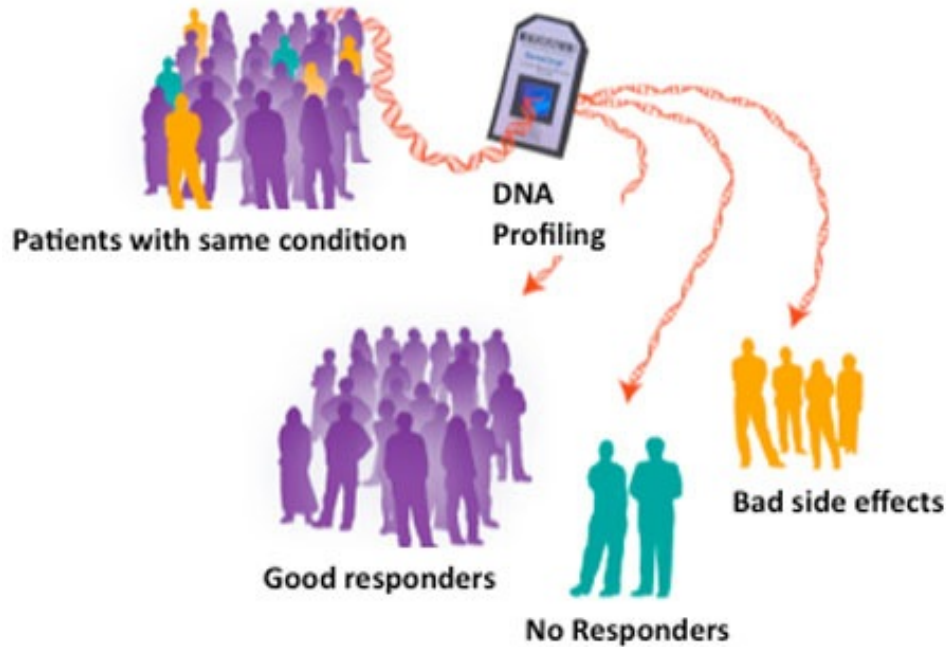 Patients with same condition
DNA
Profiling
Good responders
No Responders
Bad side effects